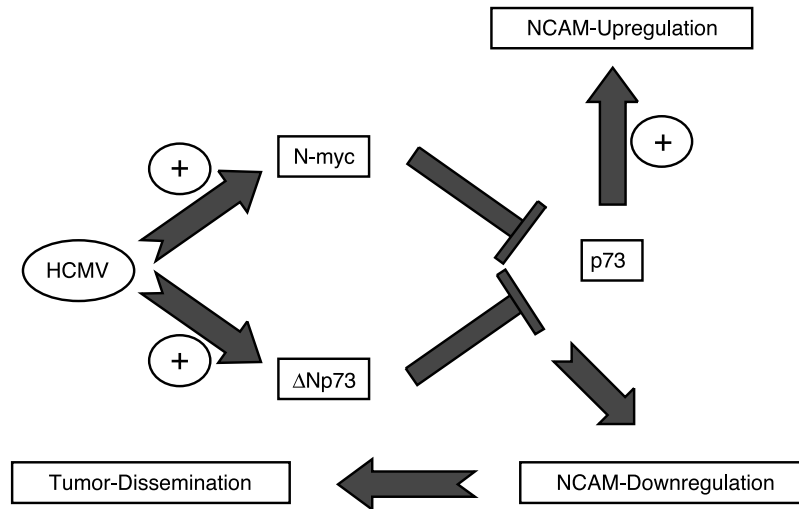 NCAM-Upregulation
+
N-myc
+
HCMV
p73
+
ΔNp73
Tumor-Dissemination
NCAM-Downregulation